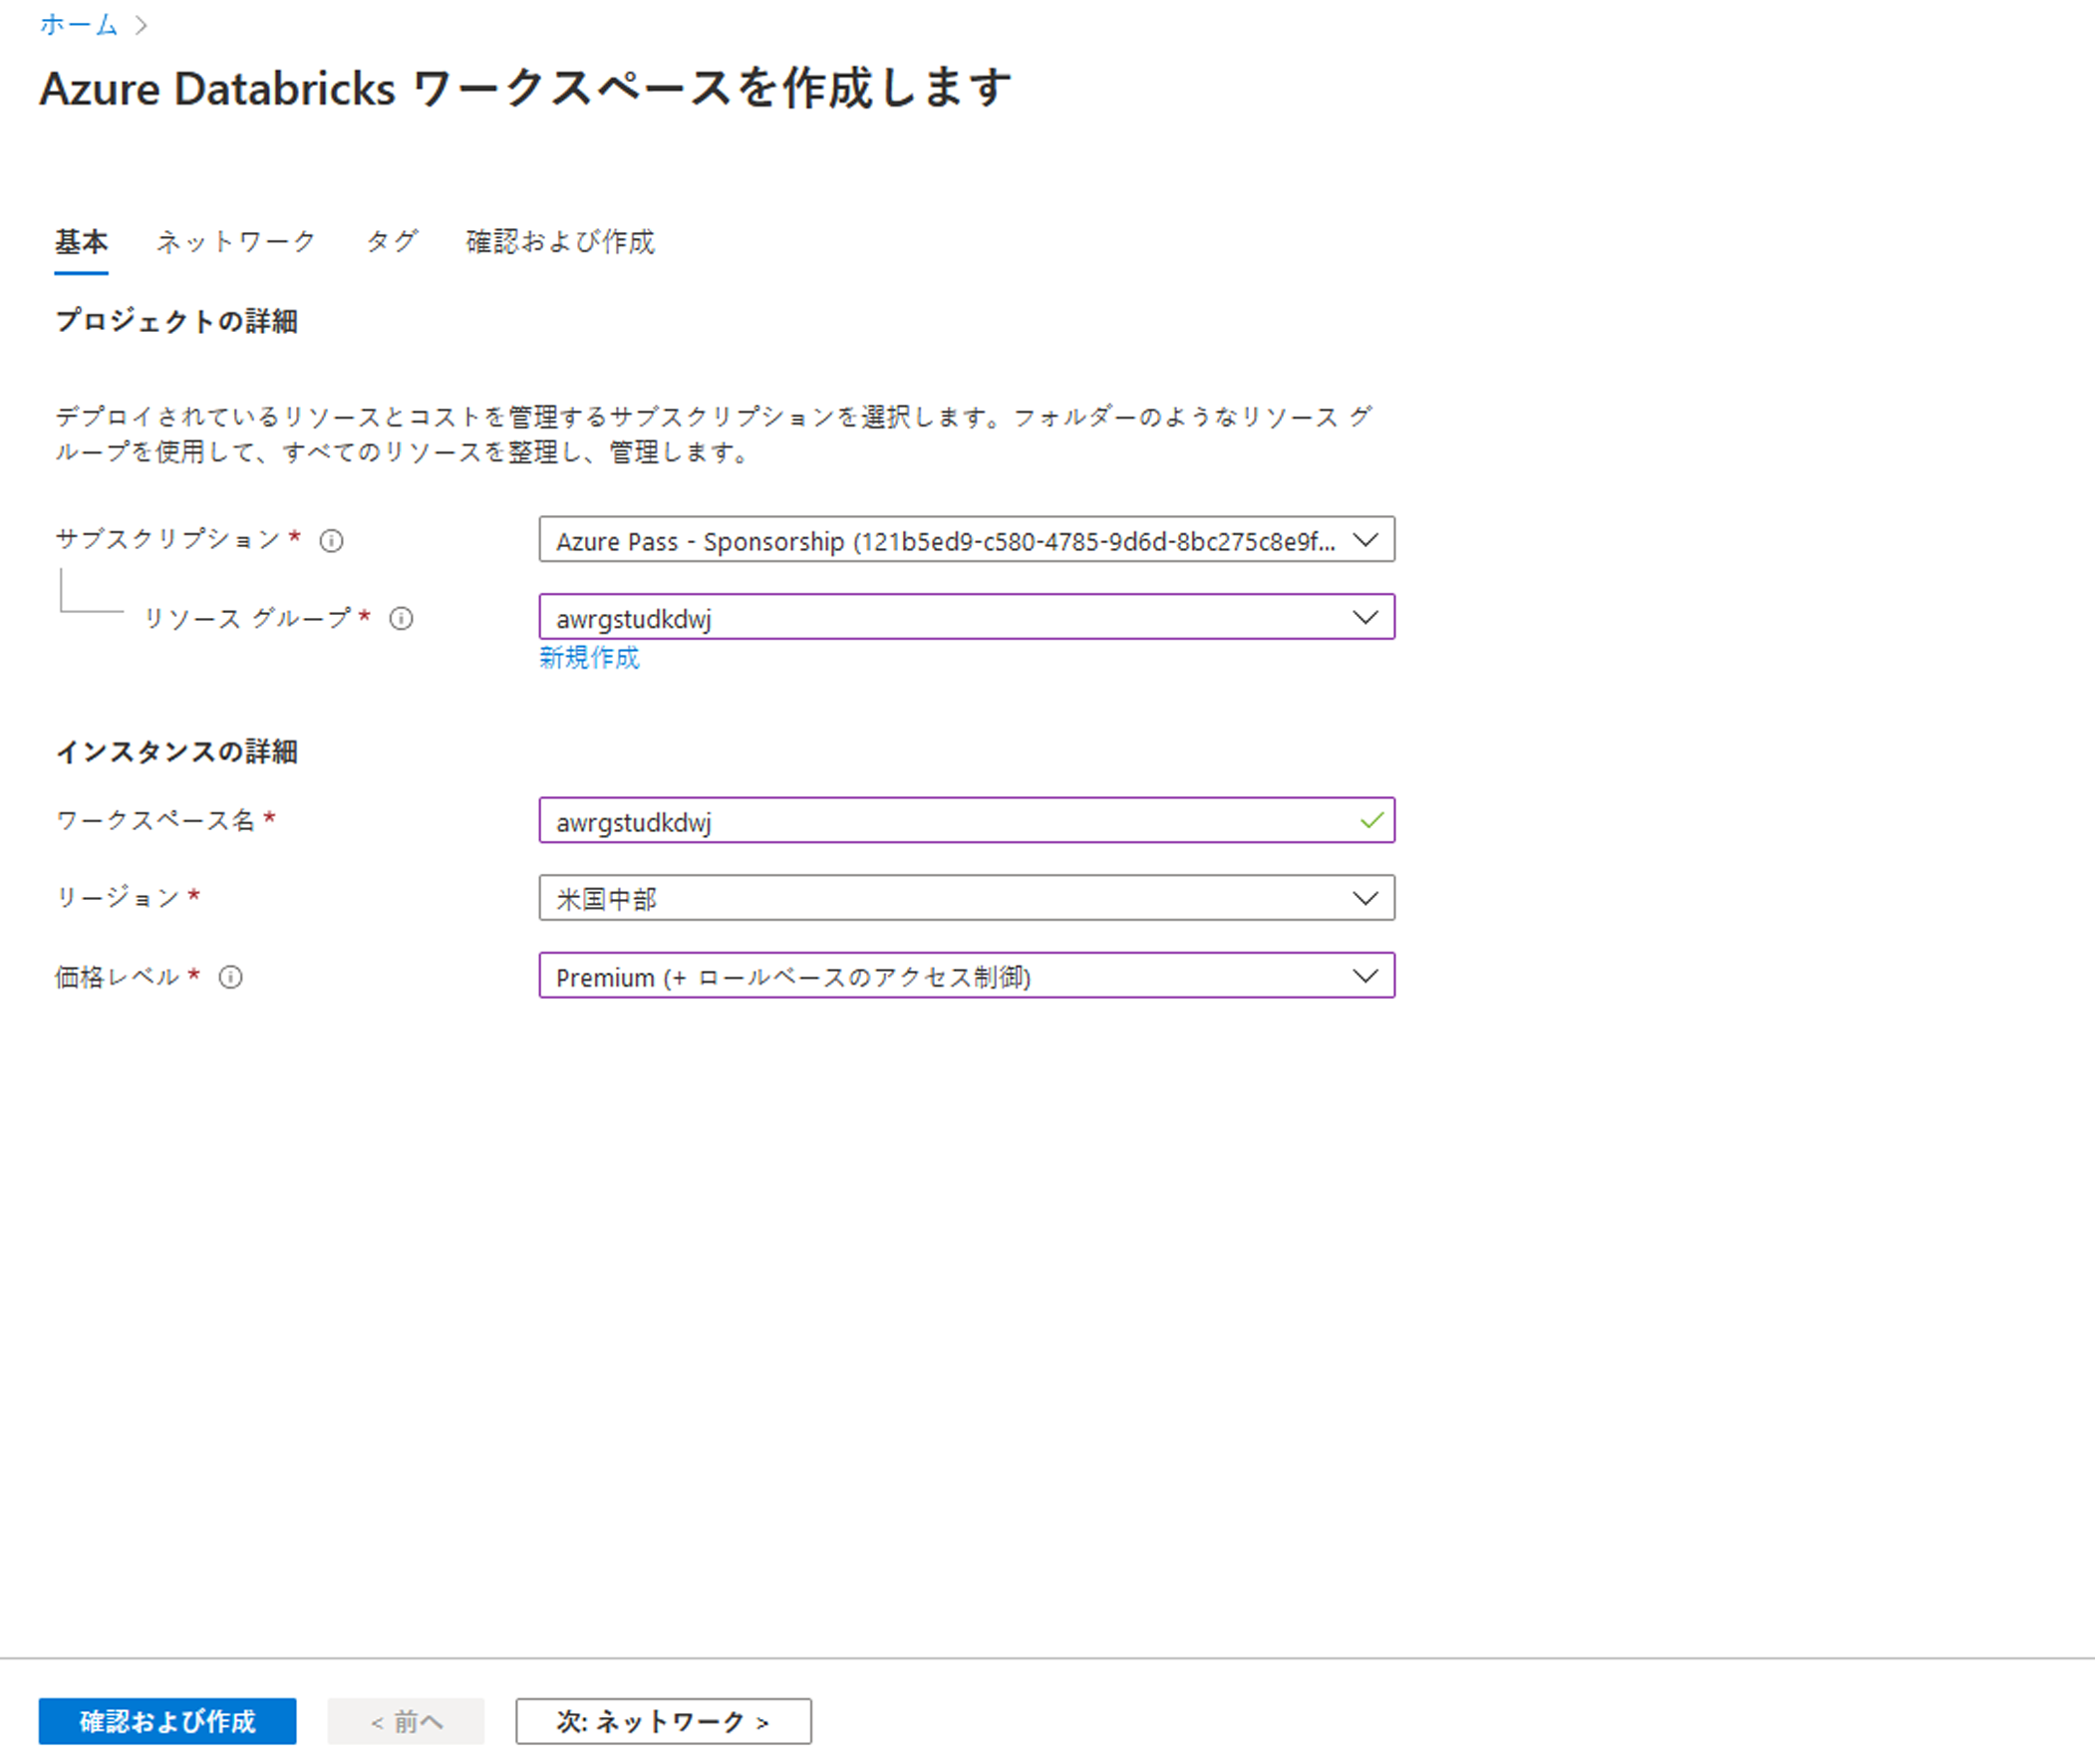 ホーム
Azure Databricks ワークスペースを作成します
基本 ネットワーク タグ 確認および作成
プロジェクトの詳細
デプロイされているリソースとコストを管理するサブスクリプションを選択します。フォルダーのようなリソース グ
ループを使用して、すべてのリソースを整理し、管理します。
サブスクリプション * Azure Pass - Sponsorship (121b5ed9-c580-4785-9d6d-8bc275c8e9f...
リソース グループ * awrgstudkdwj
新規作成
インスタンスの詳細
ワークスペース名 * awrgstudkdwj
リージョン * 米国中部
価格レベル * Premium (+ ロールベースのアクセス制御)
確認および作成 < 前へ 次: ネットワーク >